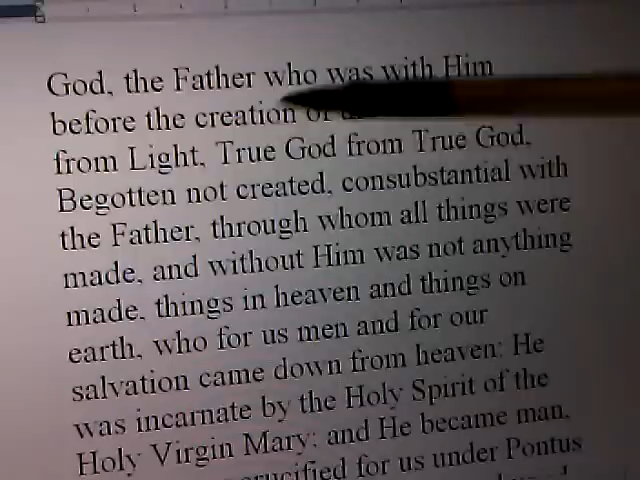 God, the Father who was with Him
before the creation of
from Light, True God from True God,
Begotten not created, consubstantial with
the Father, through whom all things were
made, and without Him was not anything
made, things in heaven and things on
earth, who for us men and for our
salvation came down from heaven; He
was incarnate by the Holy Spirit of the
Holy Virgin Mary; and He became man,
crucified for us under Pontus